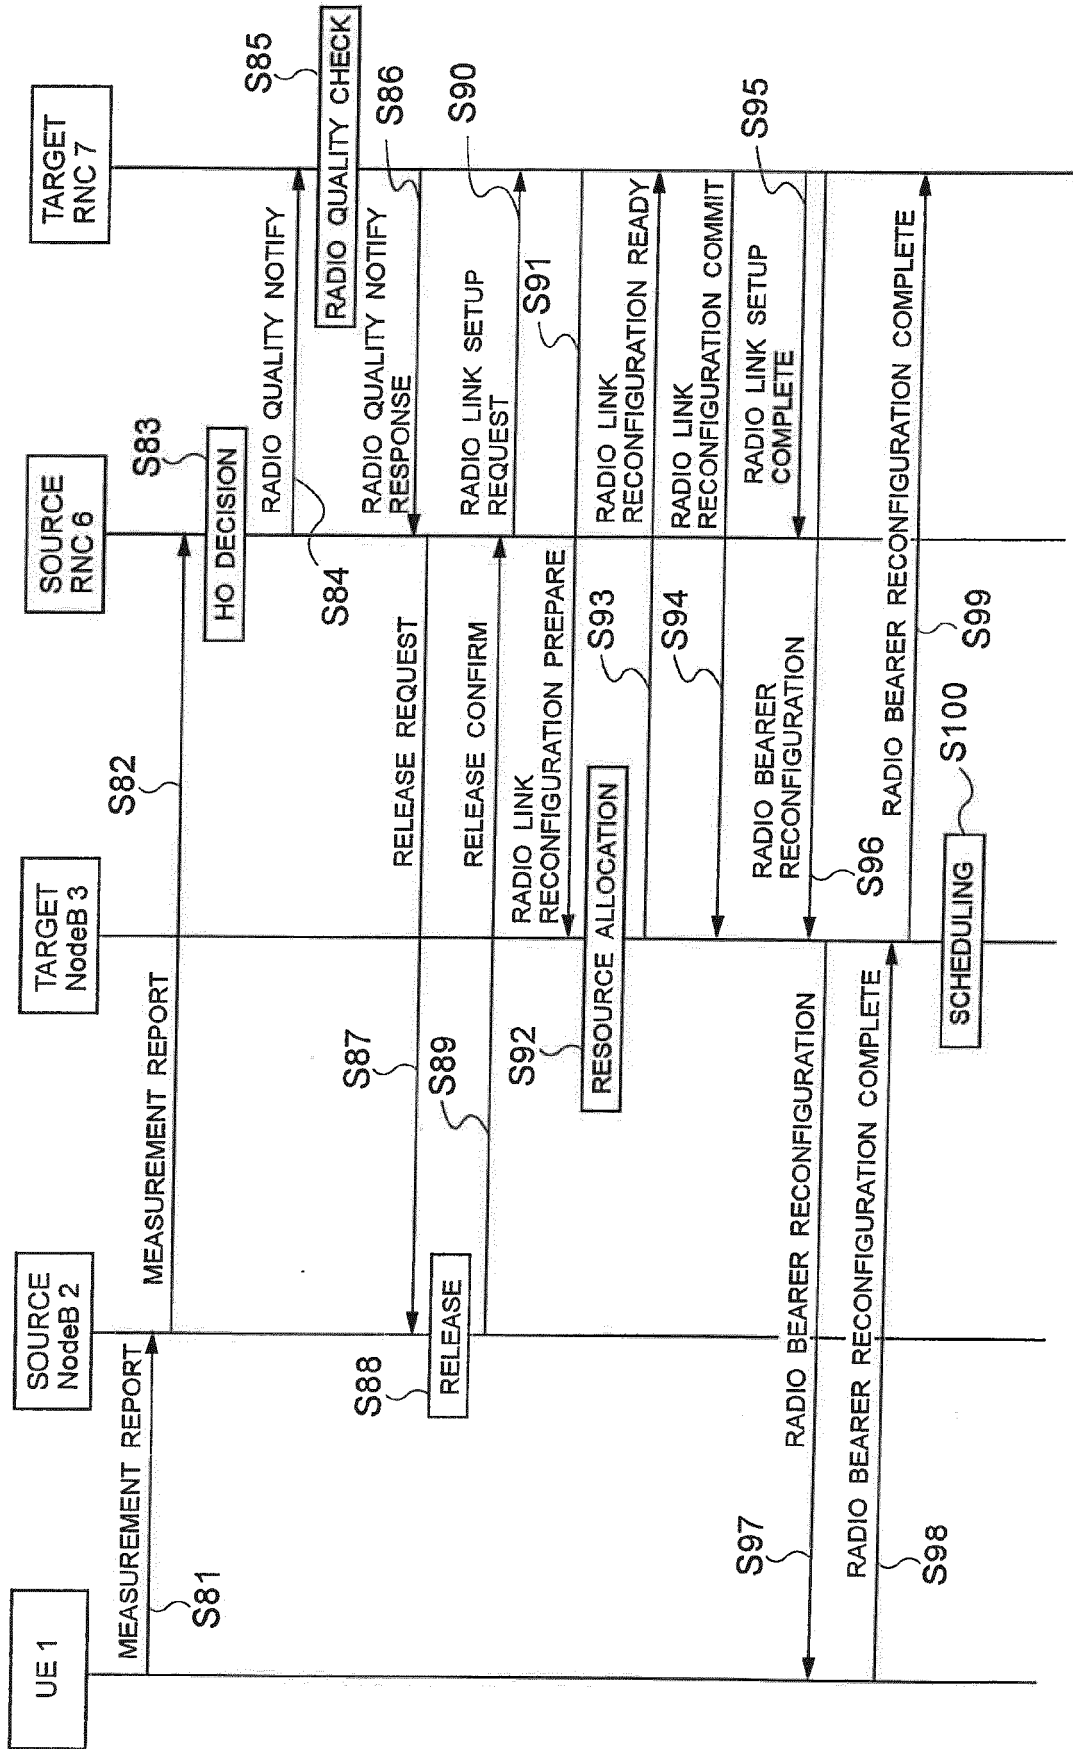 UE 1
SOURCE
NodeB 2
TARGET
NodeB 3
SOURCE
RNC 6
TARGET
RNC 7
MEASUREMENT REPORT
S81
MEASUREMENT REPORT
S82
HO DECISION
S83
RADIO QUALITY NOTIFY
S84
RADIO QUALITY CHECK
S85
RADIO QUALITY NOTIFY
RESPONSE
S86
RELEASE REQUEST
S87
RELEASE
S88
RELEASE CONFIRM
S89
RADIO LINK SETUP
REQUEST
S90
RADIO LINK
RECONFIGURATION PREPARE
S91
RESOURCE ALLOCATION
S92
RADIO LINK
RECONFIGURATION READY
S93
RADIO LINK
RECONFIGURATION COMMIT
S94
RADIO LINK SETUP
COMPLETE
S95
RADIO BEARER
RECONFIGURATION
S96
RADIO BEARER RECONFIGURATION
S97
RADIO BEARER RECONFIGURATION COMPLETE
S98
RADIO BEARER RECONFIGURATION COMPLETE
S99
SCHEDULING
S100